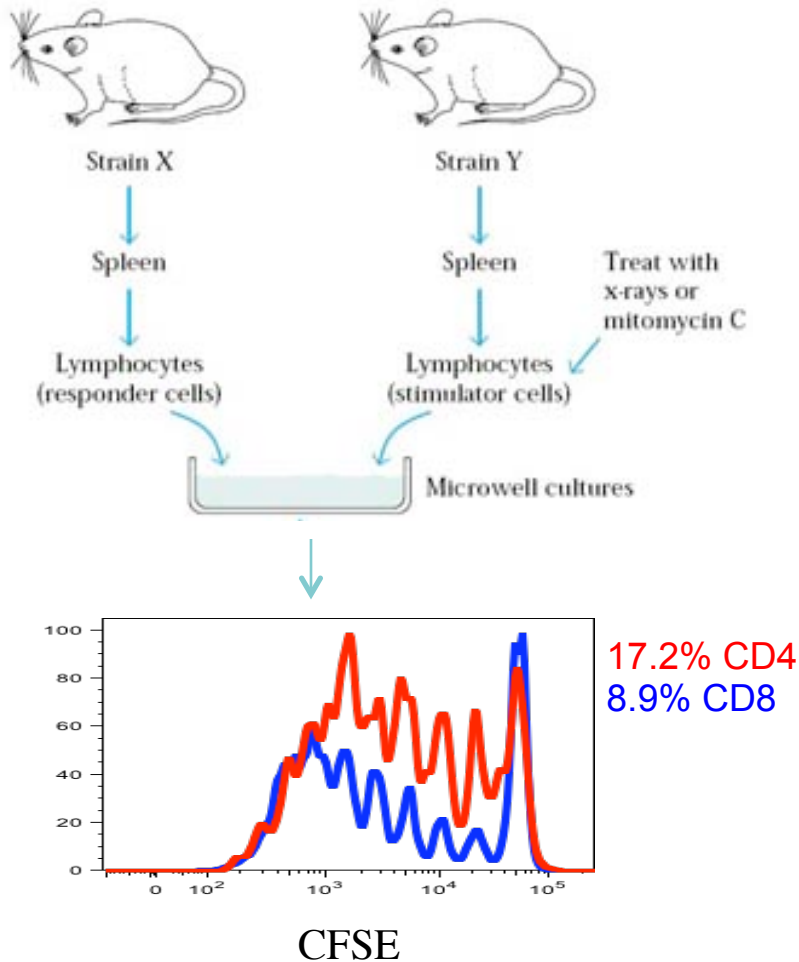 Strain X
Strain Y
Spleen
Spleen
Treat with
x-rays or
mitomycin C
Lymphocytes
(responder cells)
Lymphocytes
(stimulator cells)
Microwell cultures
100
80
60
40
20
0
0 10² 10³ 10⁴ 10⁵
17.2% CD4
8.9% CD8
CFSE